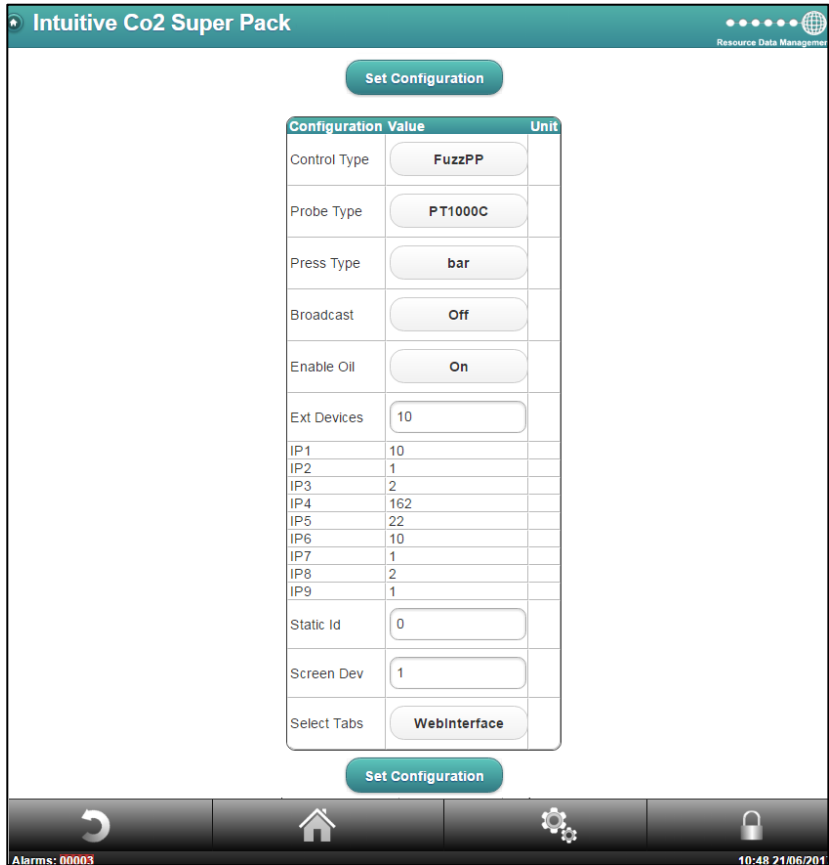 Intuitive Co2 Super Pack
Resource Data Managemen
Set Configuration
Configuration Value Unit
Control Type FuzzPP
Probe Type PT1000C
Press Type bar
Broadcast Off
Enable Oil On
Ext Devices 10
IP1 10
IP2 1
IP3 2
IP4 162
IP5 22
IP6 10
IP7 1
IP8 2
IP9 1
Static Id 0
Screen Dev 1
Select Tabs WebInterface
Set Configuration
Alarms: 00003 10:48 21/06/201